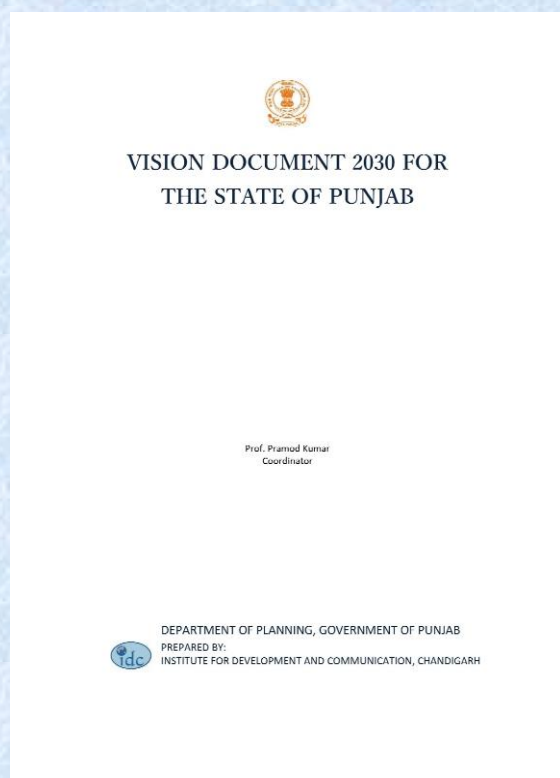 VISION DOCUMENT 2030 FOR
THE STATE OF PUNJAB
Prof. Pramod Kumar
Coordinator
DEPARTMENT OF PLANNING, GOVERNMENT OF PUNJAB
PREPARED BY:
idc
INSTITUTE FOR DEVELOPMENT AND COMMUNICATION, CHANDIGARH